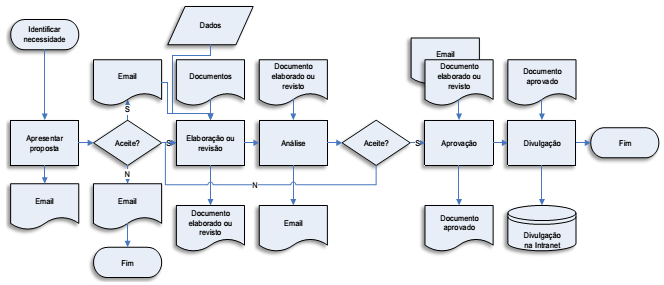 Identificar
necessidade
Dados
Email
Documentos
Documento
elaborado ou
revisto
Email
Documento
elaborado ou
revisto
Documento
aprovado
S
Apresentar
proposta
Aceite?
S
Elaboração ou
revisão
Análise
Aceite?
S
Aprovação
Divulgação
Fim
N
N
Email
Email
Documento
elaborado ou
revisto
Email
Documento
aprovado
Divulgação
na Intranet
Fim